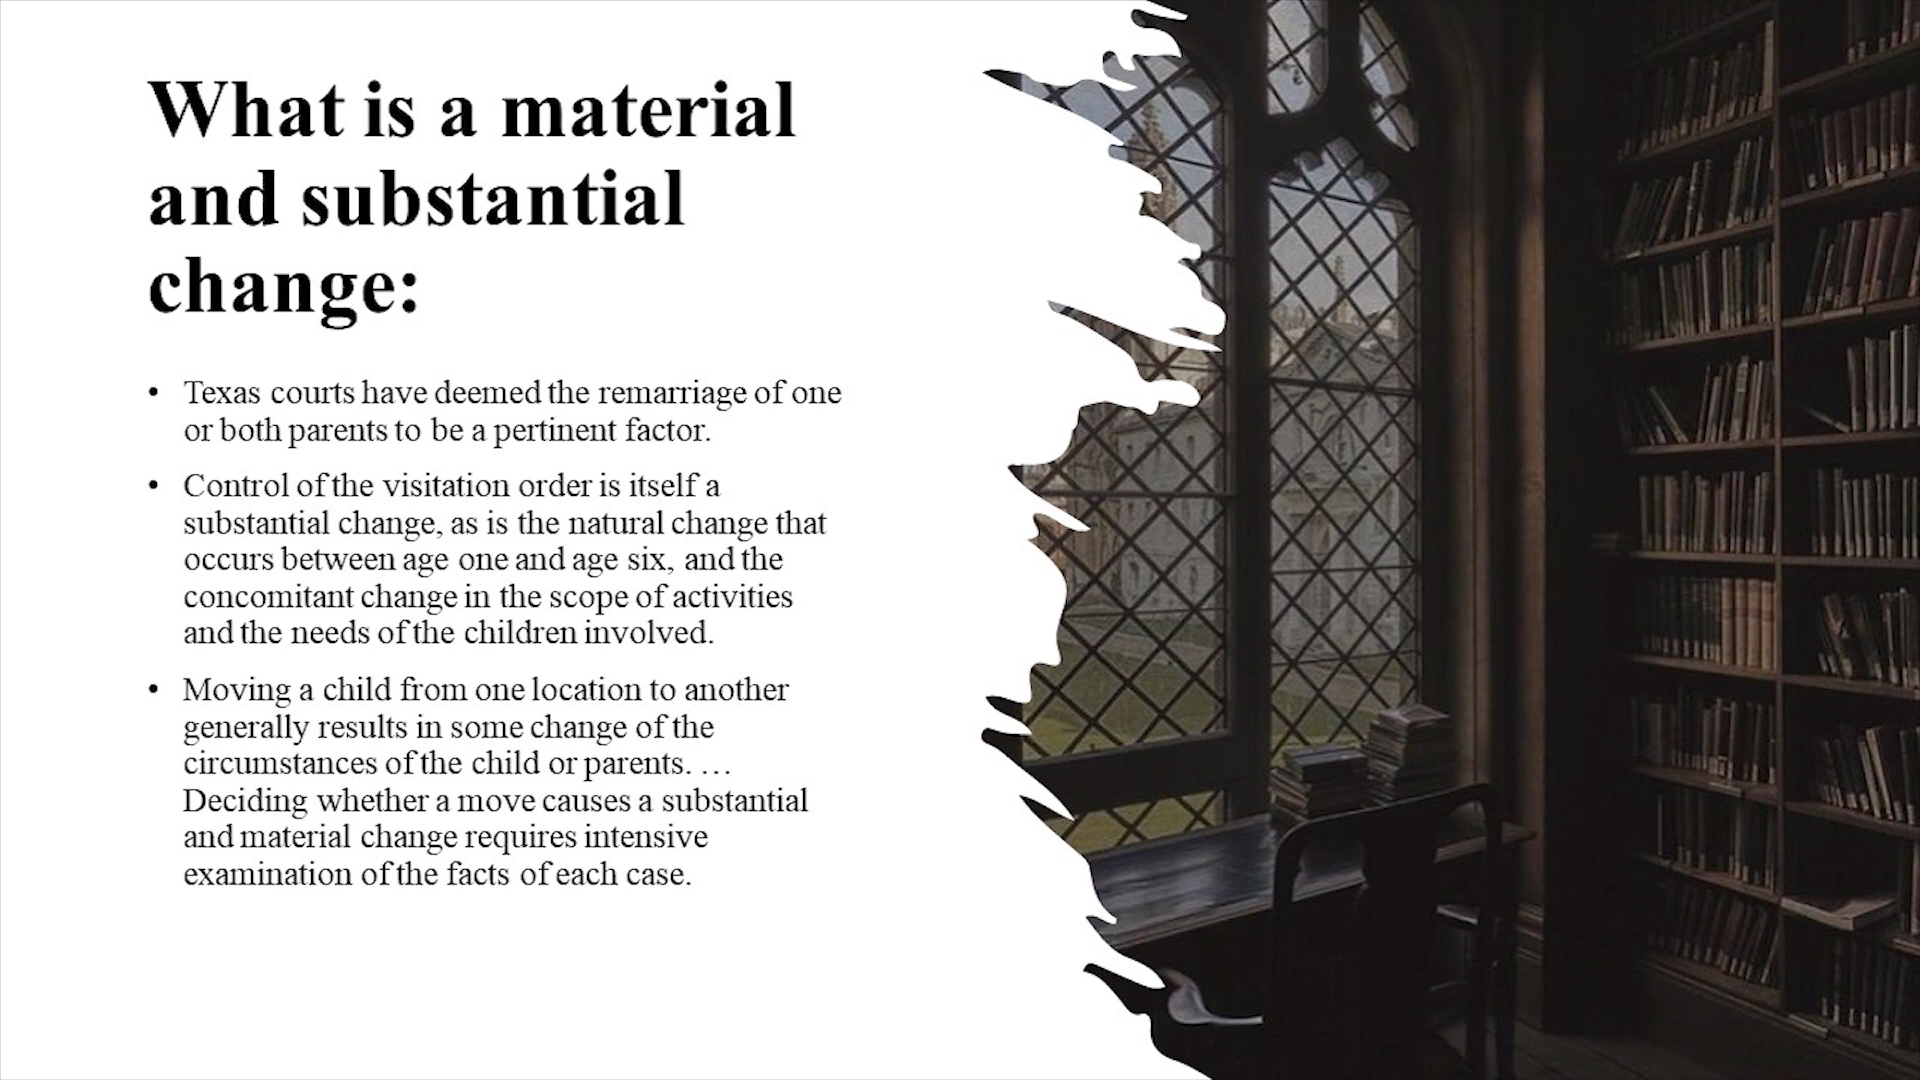 What is a material
and substantial
change:
• Texas courts have deemed the remarriage of one
or both parents to be a pertinent factor.
• Control of the visitation order is itself a
substantial change, as is the natural change that
occurs between age one and age six, and the
concomitant change in the scope of activities
and the needs of the children involved.
• Moving a child from one location to another
generally results in some change of the
circumstances of the child or parents. …
Deciding whether a move causes a substantial
and material change requires intensive
examination of the facts of each case.